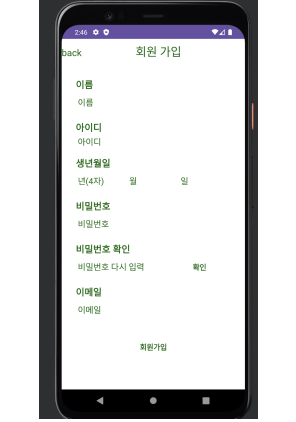 2:46
back 회원 가입
이름
이름
아이디
아이디
생년월일
년(4자) 월 일
비밀번호
비밀번호
비밀번호 확인
비밀번호 다시 입력 확인
이메일
이메일
회원가입